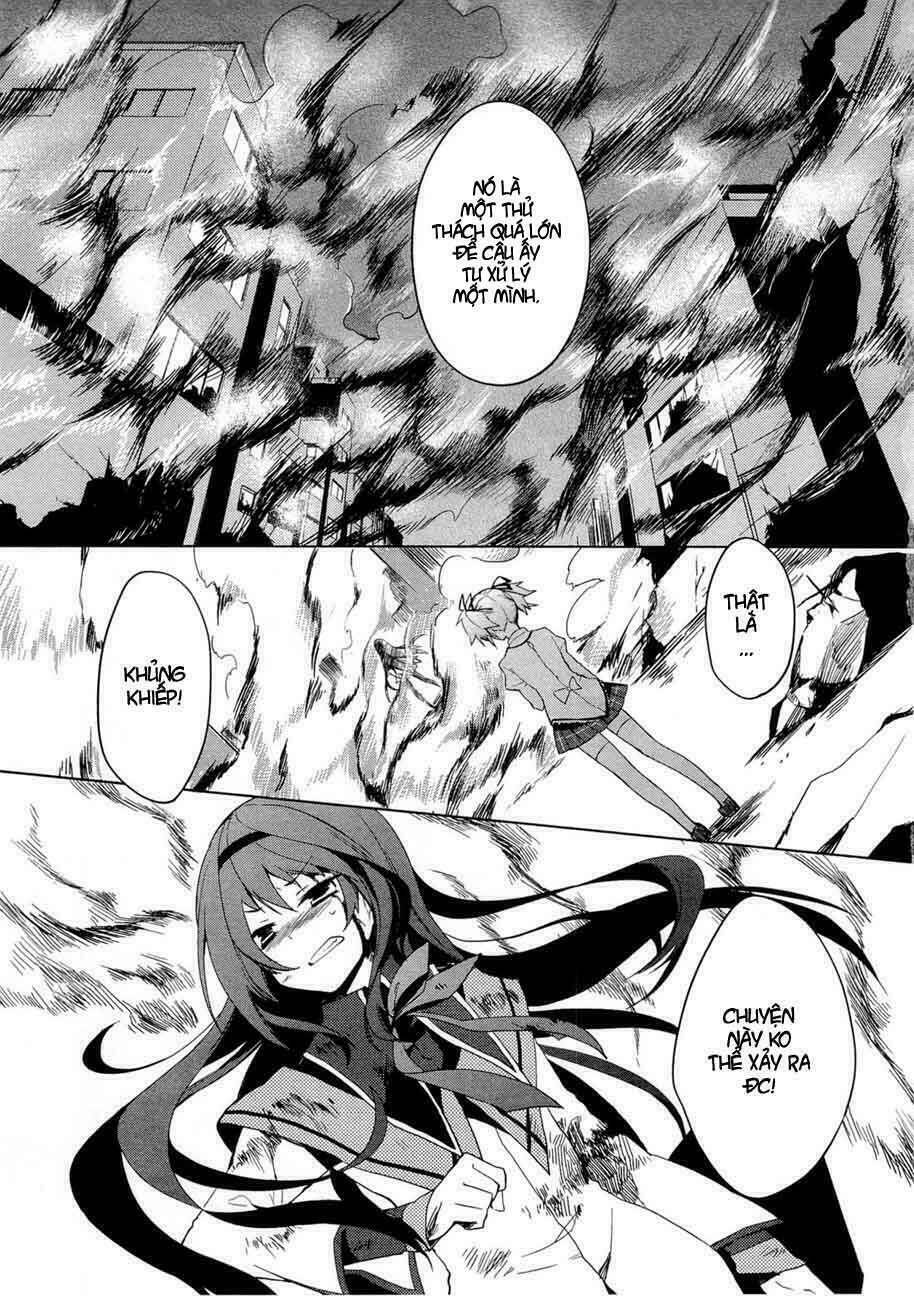 NÓ LÀ
MỘT THỬ
THÁCH QUÁ LỚN
ĐỂ CẬU ẤY
TỰ XỬ LÝ
MỘT MÌNH.
THẬT
LÀ
...
KHỦNG
KHIẾP!
CHUYỆN
NÀY KO
THỂ XẢY RA
ĐC!